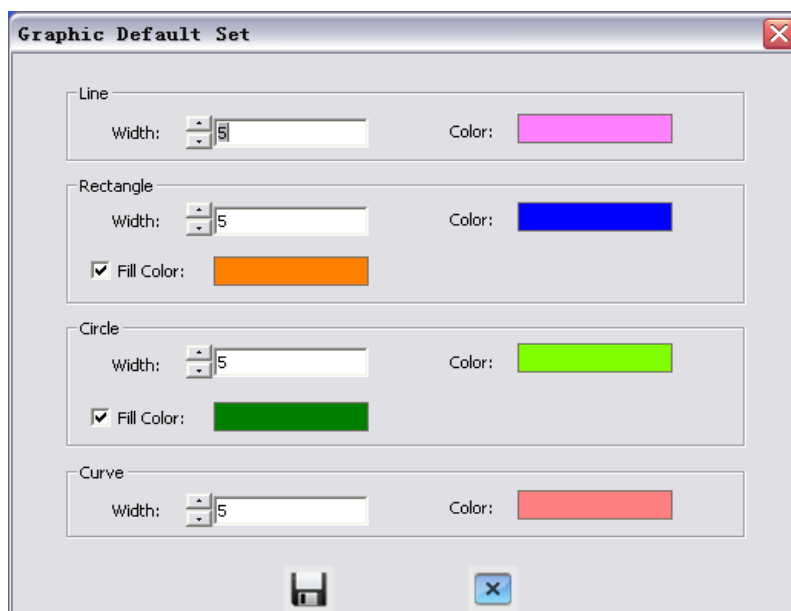 Graphic Default Set
Line
Width: 5 Color:
Rectangle
Width: 5 Color:
Fill Color:
Circle
Width: 5 Color:
Fill Color:
Curve
Width: 5 Color: